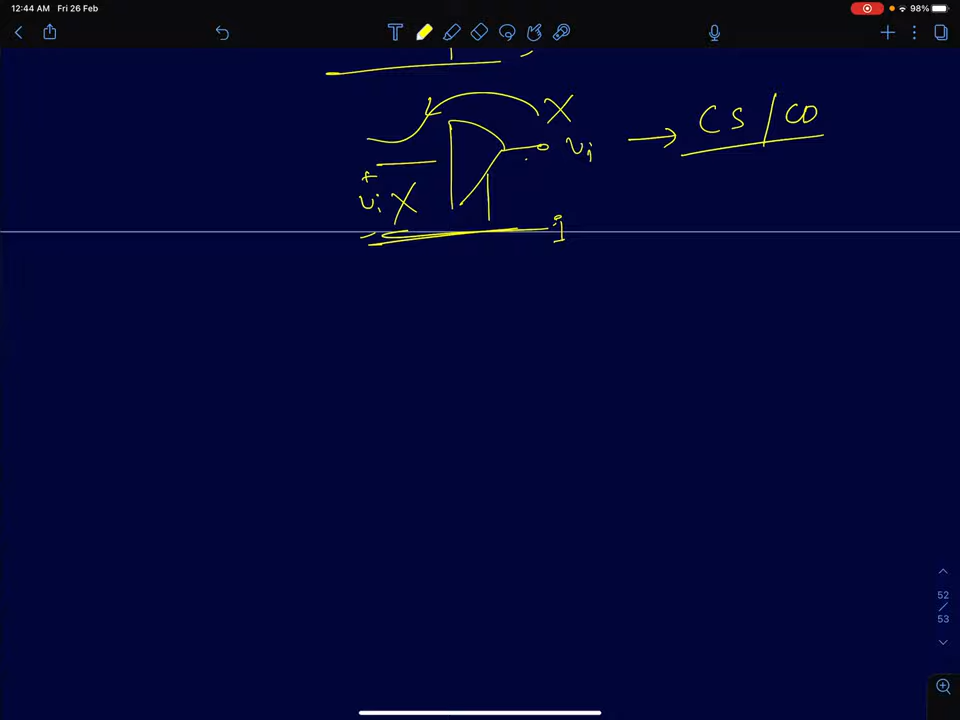 12:44 AM Fri 26 Feb 98%
X
CS / CD
vi
+
vi X
-
i
52
/
53